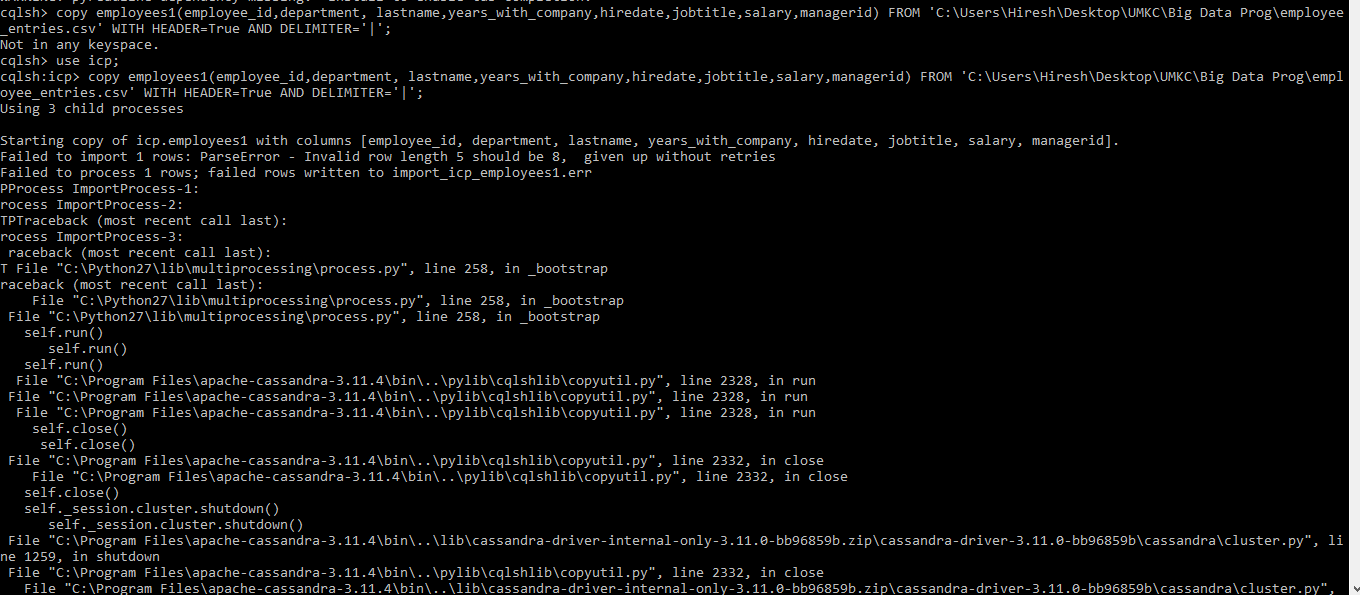 cqlsh> copy employees1(employee_id,department, lastname,years_with_company,hiredate,jobtitle,salary,managerid) FROM 'C:\Users\Hiresh\Desktop\UMKC\Big Data Prog\employee
_entries.csv' WITH HEADER=True AND DELIMITER='|';
Not in any keyspace.
cqlsh> use icp;
cqlsh:icp> copy employees1(employee_id,department, lastname,years_with_company,hiredate,jobtitle,salary,managerid) FROM 'C:\Users\Hiresh\Desktop\UMKC\Big Data Prog\empl
oyee_entries.csv' WITH HEADER=True AND DELIMITER='|';
Using 3 child processes
Starting copy of icp.employees1 with columns [employee_id, department, lastname, years_with_company, hiredate, jobtitle, salary, managerid].
Failed to import 1 rows: ParseError - Invalid row length 5 should be 8,  given up without retries
Failed to process 1 rows; failed rows written to import_icp_employees1.err
PProcess ImportProcess-1:
rocess ImportProcess-2:
TPTraceback (most recent call last):
rocess ImportProcess-3:
 raceback (most recent call last):
T File "C:\Python27\lib\multiprocessing\process.py", line 258, in _bootstrap
raceback (most recent call last):
    File "C:\Python27\lib\multiprocessing\process.py", line 258, in _bootstrap
 File "C:\Python27\lib\multiprocessing\process.py", line 258, in _bootstrap
   self.run()
      self.run()
   self.run()
  File "C:\Program Files\apache-cassandra-3.11.4\bin\..\pylib\cqlshlib\copyutil.py", line 2328, in run
 File "C:\Program Files\apache-cassandra-3.11.4\bin\..\pylib\cqlshlib\copyutil.py", line 2328, in run
  File "C:\Program Files\apache-cassandra-3.11.4\bin\..\pylib\cqlshlib\copyutil.py", line 2328, in run
    self.close()
     self.close()
 File "C:\Program Files\apache-cassandra-3.11.4\bin\..\pylib\cqlshlib\copyutil.py", line 2332, in close
    File "C:\Program Files\apache-cassandra-3.11.4\bin\..\pylib\cqlshlib\copyutil.py", line 2332, in close
   self.close()
   self._session.cluster.shutdown()
      self._session.cluster.shutdown()
 File "C:\Program Files\apache-cassandra-3.11.4\bin\..\lib\cassandra-driver-internal-only-3.11.0-bb96859b.zip\cassandra-driver-3.11.0-bb96859b\cassandra\cluster.py", li
ne 1259, in shutdown
 File "C:\Program Files\apache-cassandra-3.11.4\bin\..\pylib\cqlshlib\copyutil.py", line 2332, in close
   File "C:\Program Files\apache-cassandra-3.11.4\bin\..\lib\cassandra-driver-internal-only-3.11.0-bb96859b.zip\cassandra-driver-3.11.0-bb96859b\cassandra\cluster.py",